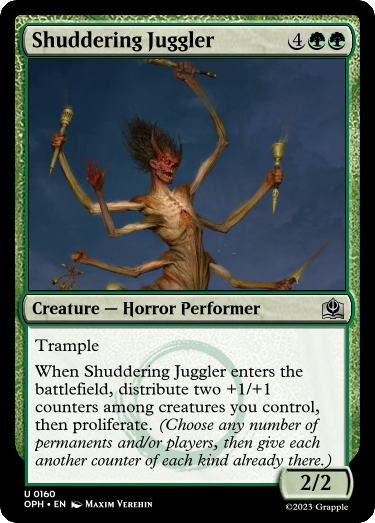 Shuddering Juggler 4
Creature — Horror Performer
Trample
When Shuddering Juggler enters the
battlefield, distribute two +1/+1
counters among creatures you control,
then proliferate. (Choose any number of
permanents and/or players, then give each
another counter of each kind already there.)
2/2
U 0160
OPH • EN Maxim Verehin
©2023 Grapple